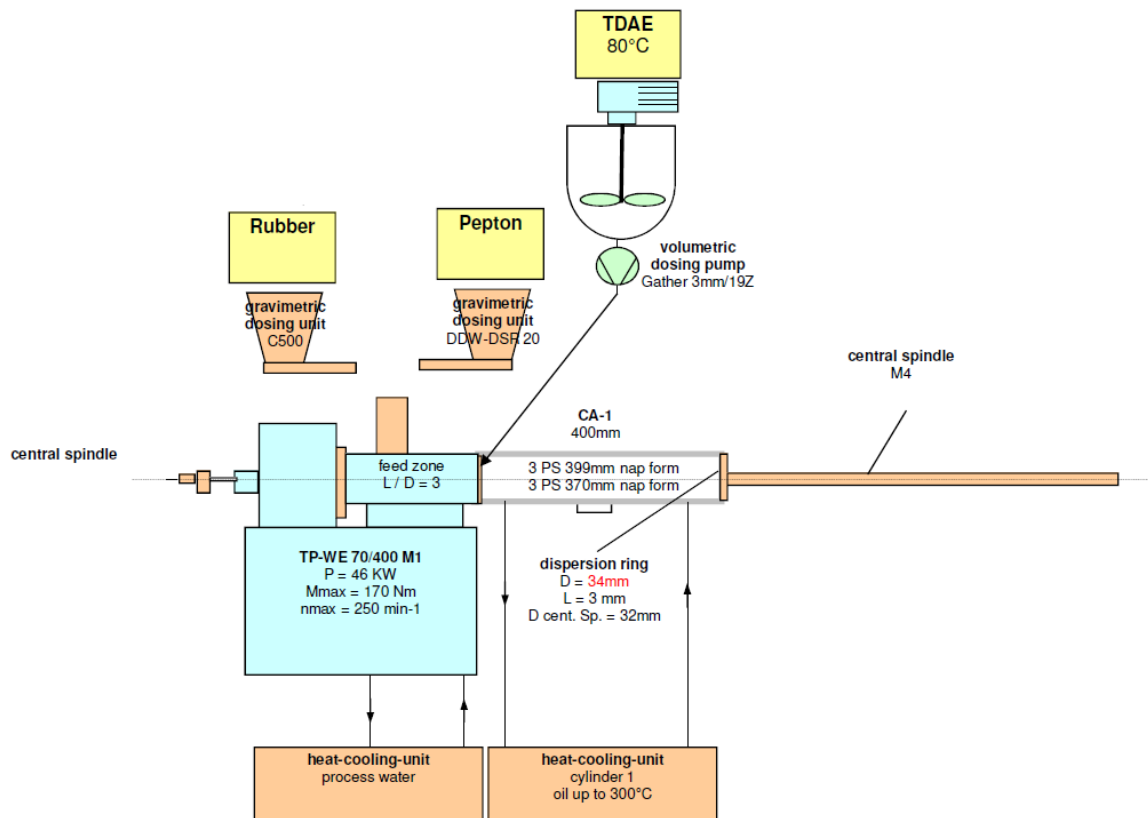 TDAE
80°C
Rubber
Pepton
volumetric
dosing pump
Gather 3mm/19Z
gravimetric
dosing unit
C500
gravimetric
dosing unit
DDW-DSR 20
central spindle
M4
CA-1
400mm
central spindle
feed zone
L / D = 3
3 PS 399mm nap form
3 PS 370mm nap form
TP-WE 70/400 M1
P = 46 KW
Mmax = 170 Nm
nmax = 250 min-1
dispersion ring
D = 34mm
L = 3 mm
D cent. Sp. = 32mm
heat-cooling-unit
process water
heat-cooling-unit
cylinder 1
oil up to 300°C